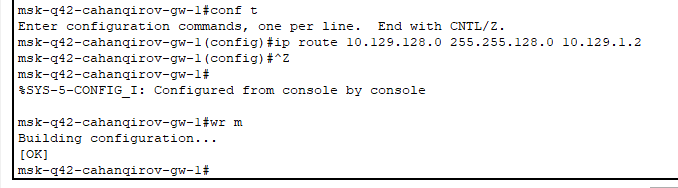 msk-q42-cahanqirov-gw-1#conf t
Enter configuration commands, one per line.  End with CNTL/Z.
msk-q42-cahanqirov-gw-1(config)#ip route 10.129.128.0 255.255.128.0 10.129.1.2
msk-q42-cahanqirov-gw-1(config)#^Z
msk-q42-cahanqirov-gw-1#
%SYS-5-CONFIG_I: Configured from console by console
msk-q42-cahanqirov-gw-1#wr m
Building configuration...
[OK]
msk-q42-cahanqirov-gw-1#